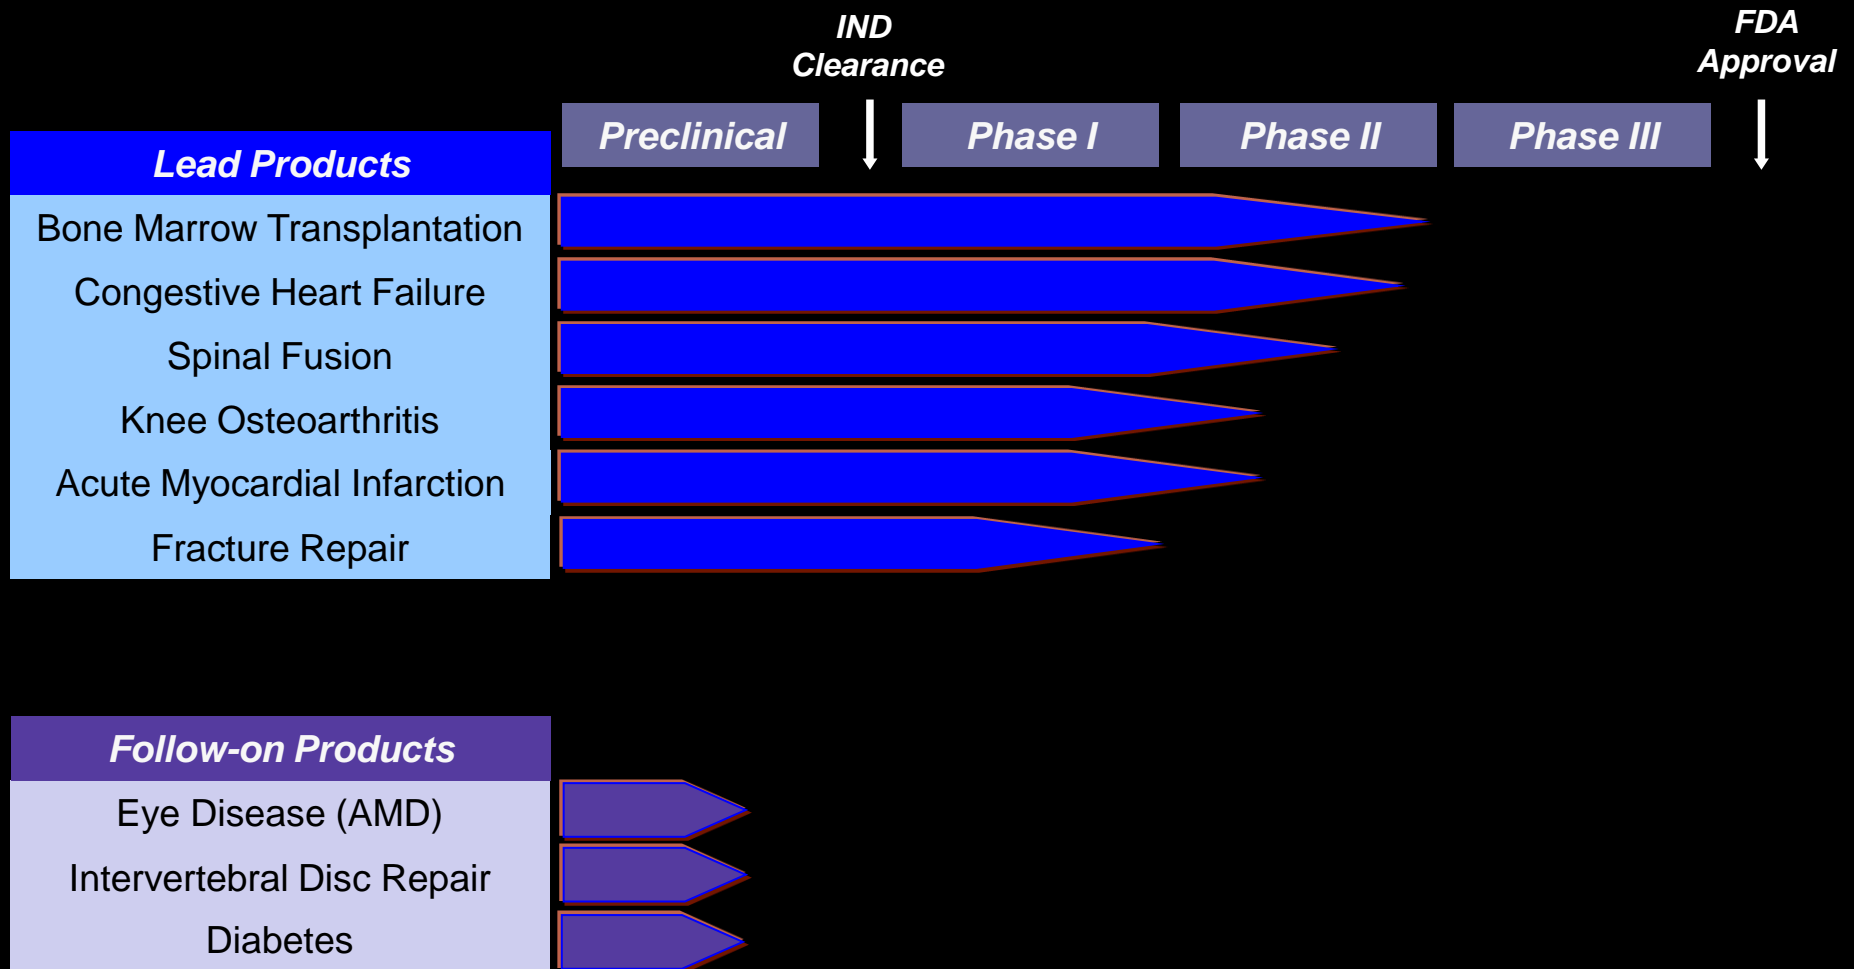 IND
Clearance
FDA
Approval
Preclinical
Phase I
Phase II
Phase III
Lead Products
Bone Marrow Transplantation
Congestive Heart Failure
Spinal Fusion
Knee Osteoarthritis
Acute Myocardial Infarction
Fracture Repair
Follow-on Products
Eye Disease (AMD)
Intervertebral Disc Repair
Diabetes